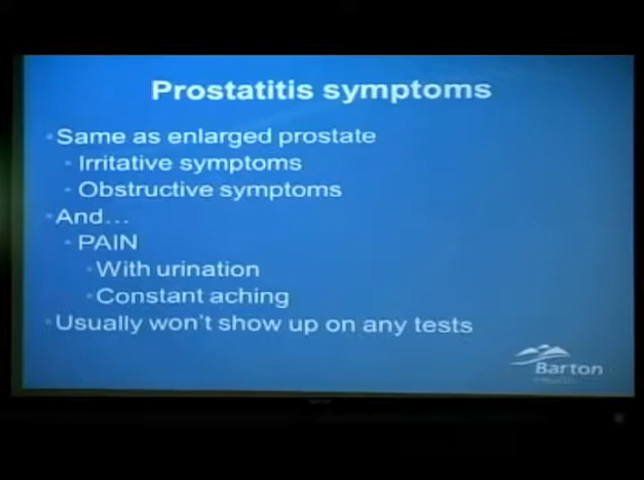 Prostatitis symptoms
Same as enlarged prostate
Irritative symptoms
Obstructive symptoms
And...
PAIN
With urination
Constant aching
Usually won't show up on any tests
Barton